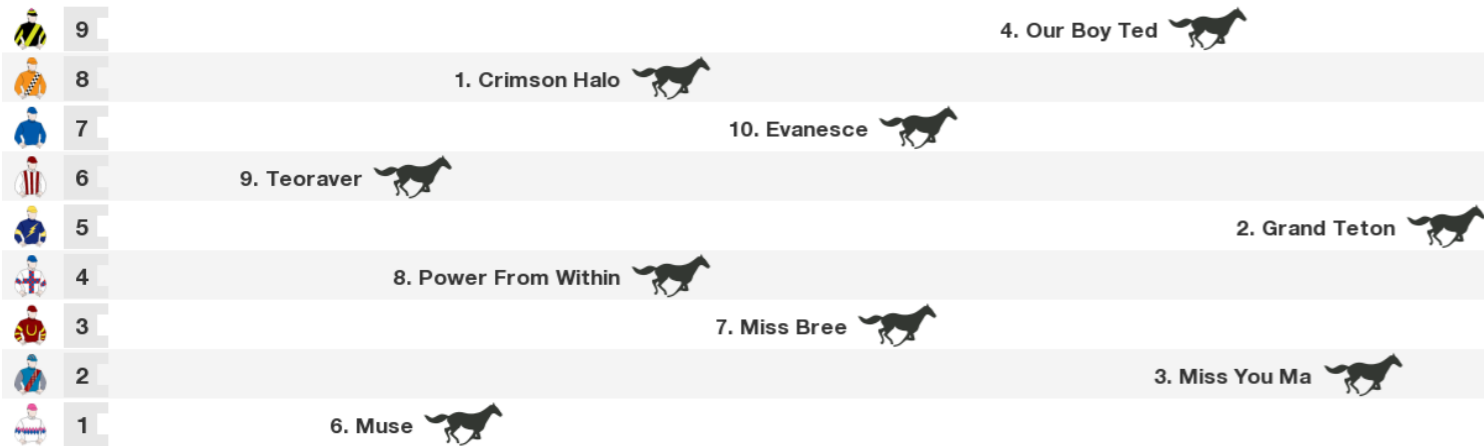 9 4. Our Boy Ted
8 1. Crimson Halo
7 10. Evanesce
6 9. Teoraver
5 2. Grand Teton
4 8. Power From Within
3 7. Miss Bree
2 3. Miss You Ma
1 6. Muse